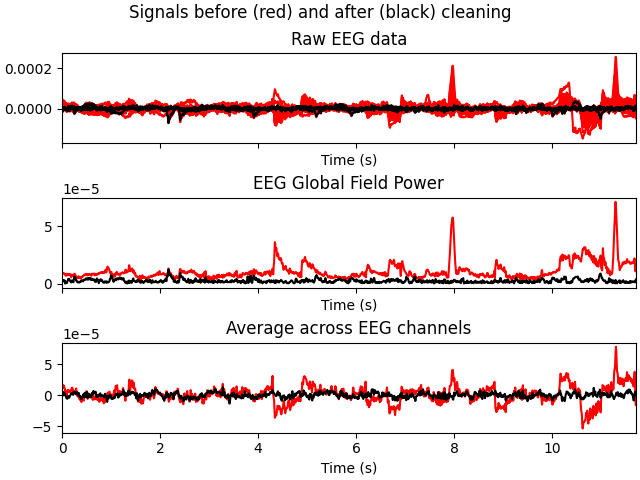 Signals before (red) and after (black) cleaning
Raw EEG data
0.0002
0.0000
Time (s)
EEG Global Field Power
1e−5
5
0
Time (s)
Average across EEG channels
1e−5
5
0
−5
0 2 4 6 8 10
Time (s)